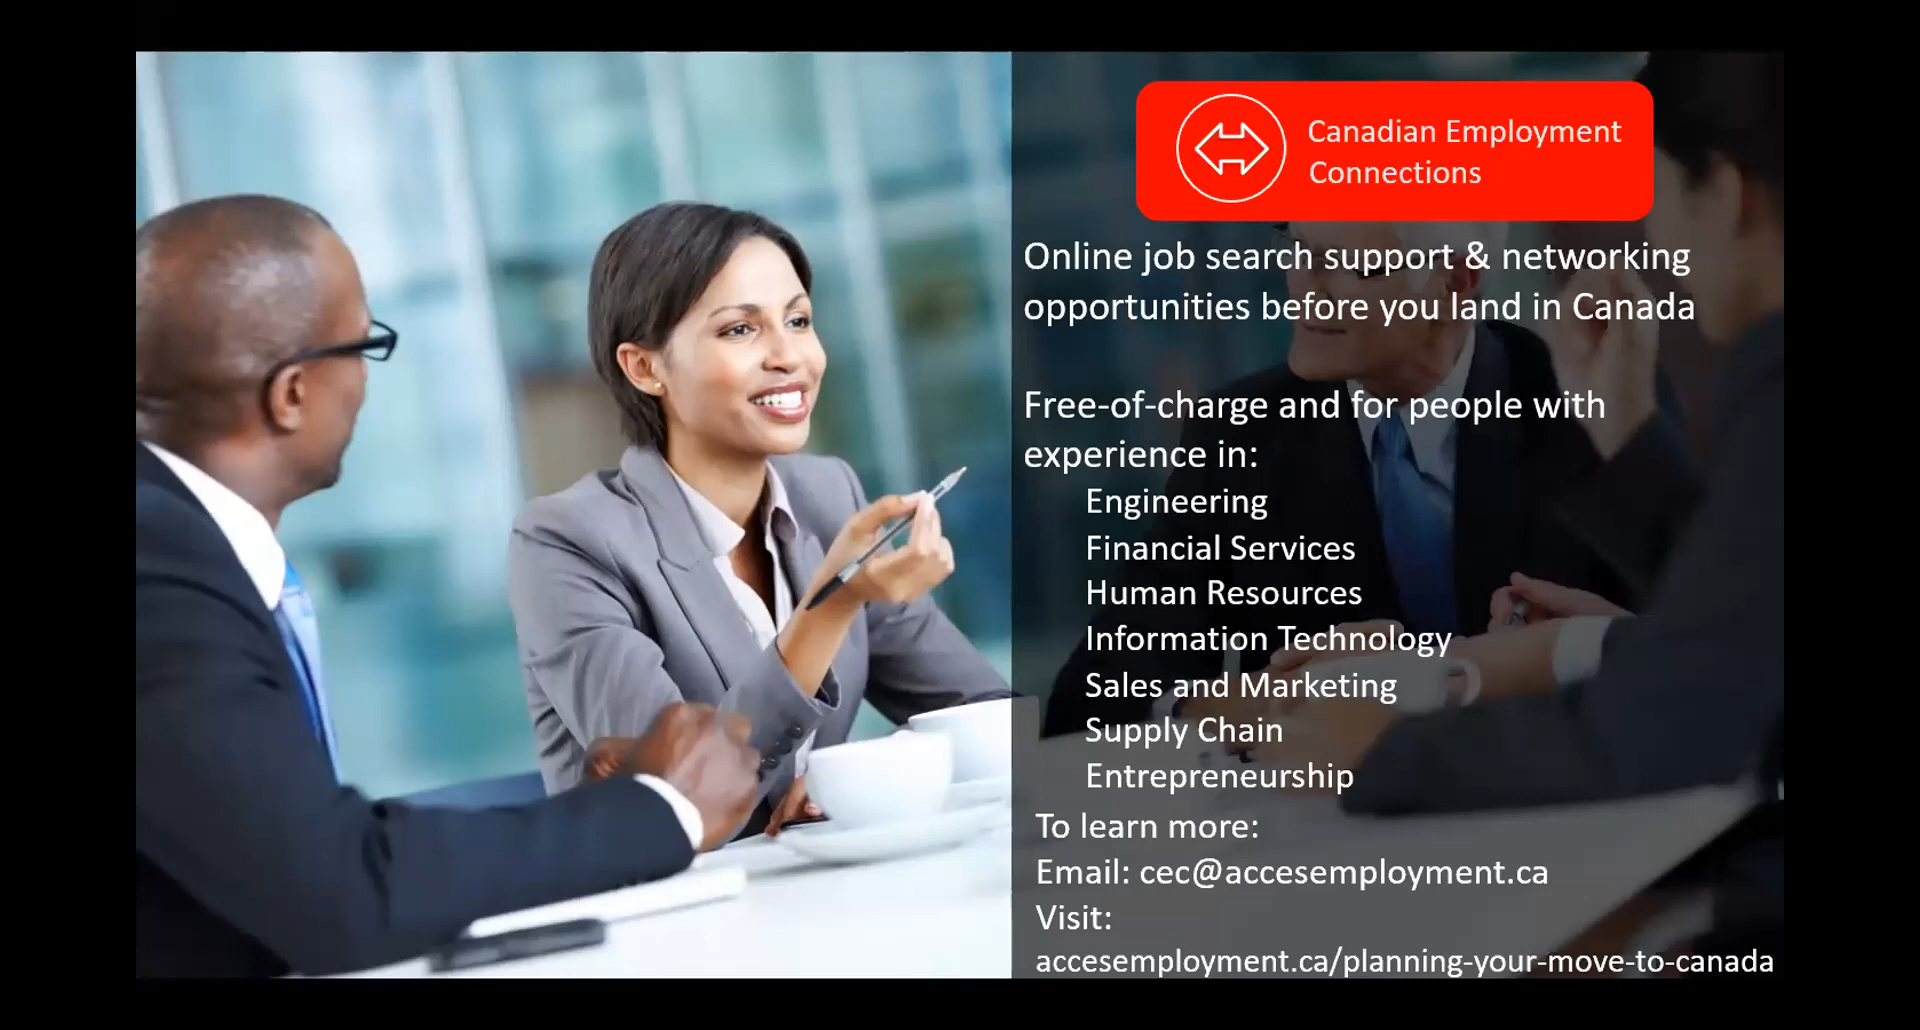 Canadian Employment
Connections
Online job search support & networking
opportunities before you land in Canada
Free-of-charge and for people with
experience in:
Engineering
Financial Services
Human Resources
Information Technology
Sales and Marketing
Supply Chain
Entrepreneurship
To learn more:
Email: cec@accesemployment.ca
Visit:
accesemployment.ca/planning-your-move-to-canada